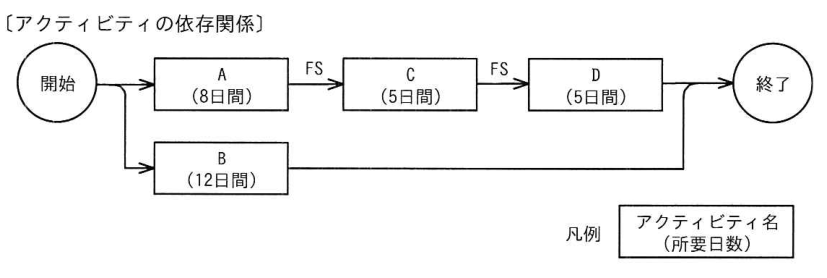 〔アクティビティの依存関係〕
開始
A
(8日間)
FS
C
(5日間)
FS
D
(5日間)
終了
B
(12日間)
凡例
アクティビティ名
(所要日数)